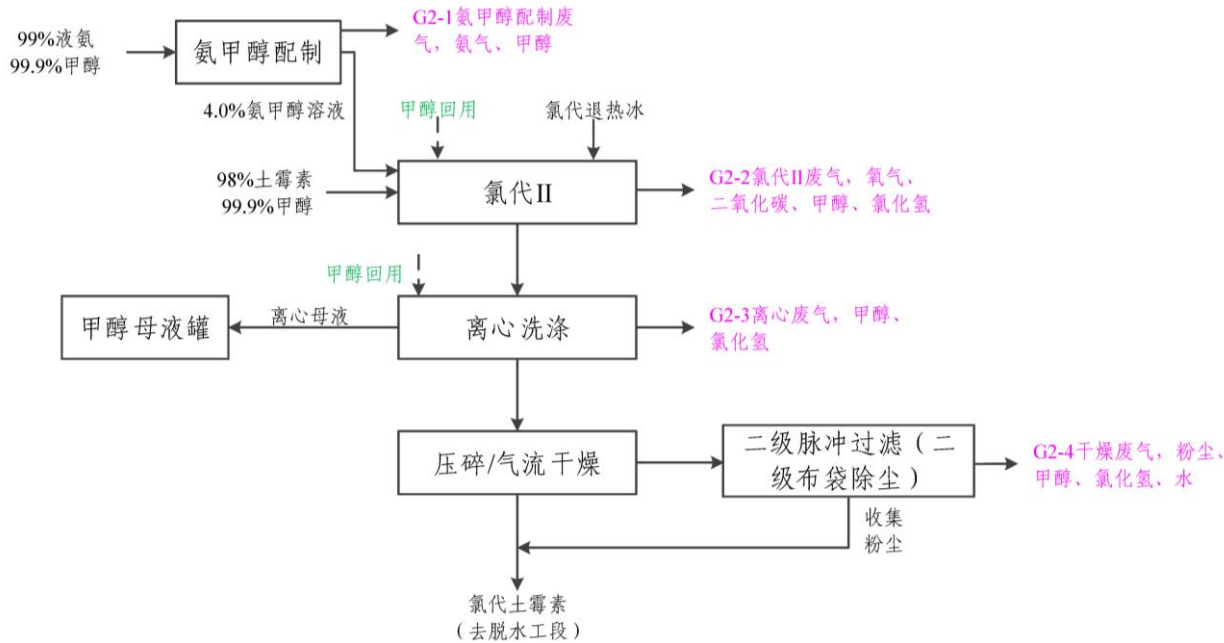 99%液氨
99.9%甲醇
氨甲醇配制
G2-1氨甲醇配制废
气，氨气、甲醇
4.0%氨甲醇溶液
甲醇回用
氯代退热冰
98%土霉素
99.9%甲醇
氯代II
G2-2氯代II废气，氧气、
二氧化碳、甲醇、氯化氢
甲醇回用
甲醇母液罐
离心母液
离心洗涤
G2-3离心废气，甲醇、
氯化氢
压碎/气流干燥
二级脉冲过滤（二
级布袋除尘）
G2-4干燥废气，粉尘、
甲醇、氯化氢、水
收集
粉尘
氯代土霉素
（去脱水工段）